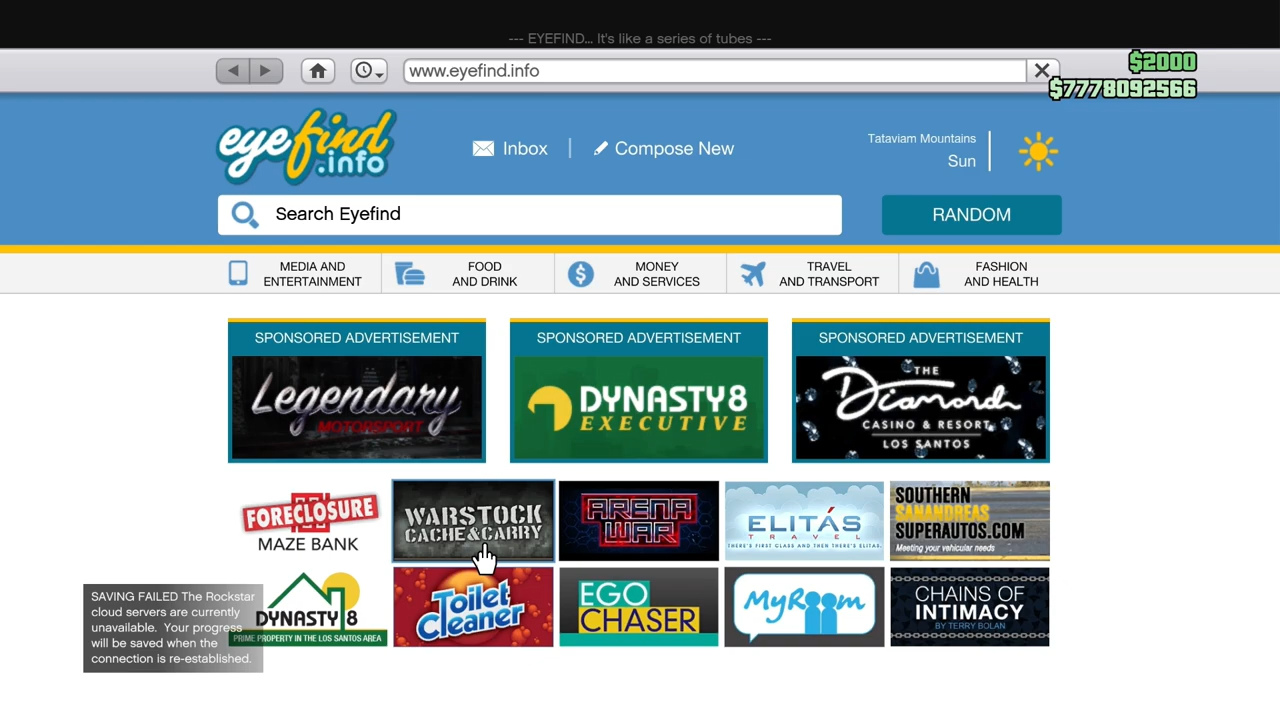 --- EYEFIND... It's like a series of tubes ---
www.eyefind.info
$2000
$7778092566
eyefind
.info
Inbox
Compose New
Tataviam Mountains
Sun
Search Eyefind
RANDOM
MEDIA AND
ENTERTAINMENT
FOOD
AND DRINK
MONEY
AND SERVICES
TRAVEL
AND TRANSPORT
FASHION
AND HEALTH
SPONSORED ADVERTISEMENT
Legendary
MOTORSPORT
SPONSORED ADVERTISEMENT
DYNASTY 8
EXECUTIVE
SPONSORED ADVERTISEMENT
THE
Diamond
CASINO & RESORT
LOS SANTOS
FORECLOSURE
MAZE BANK
WARSTOCK
CACHE&CARRY
ARENA
WAR
ELITÁS
TRAVEL
THERE'S FIRST CLASS AND THEN THERE'S ELITAS.
SOUTHERN
SANANDREAS
SUPERAUTOS.COM
Meeting your vehicular needs
DYNASTY 8
PRIME PROPERTY IN THE LOS SANTOS AREA
Toilet
Cleaner
EGO
CHASER
MyRoom
CHAINS OF
INTIMACY
BY TERRY BOLAN
SAVING FAILED The Rockstar
cloud servers are currently
unavailable. Your progress
will be saved when the
connection is re-established.